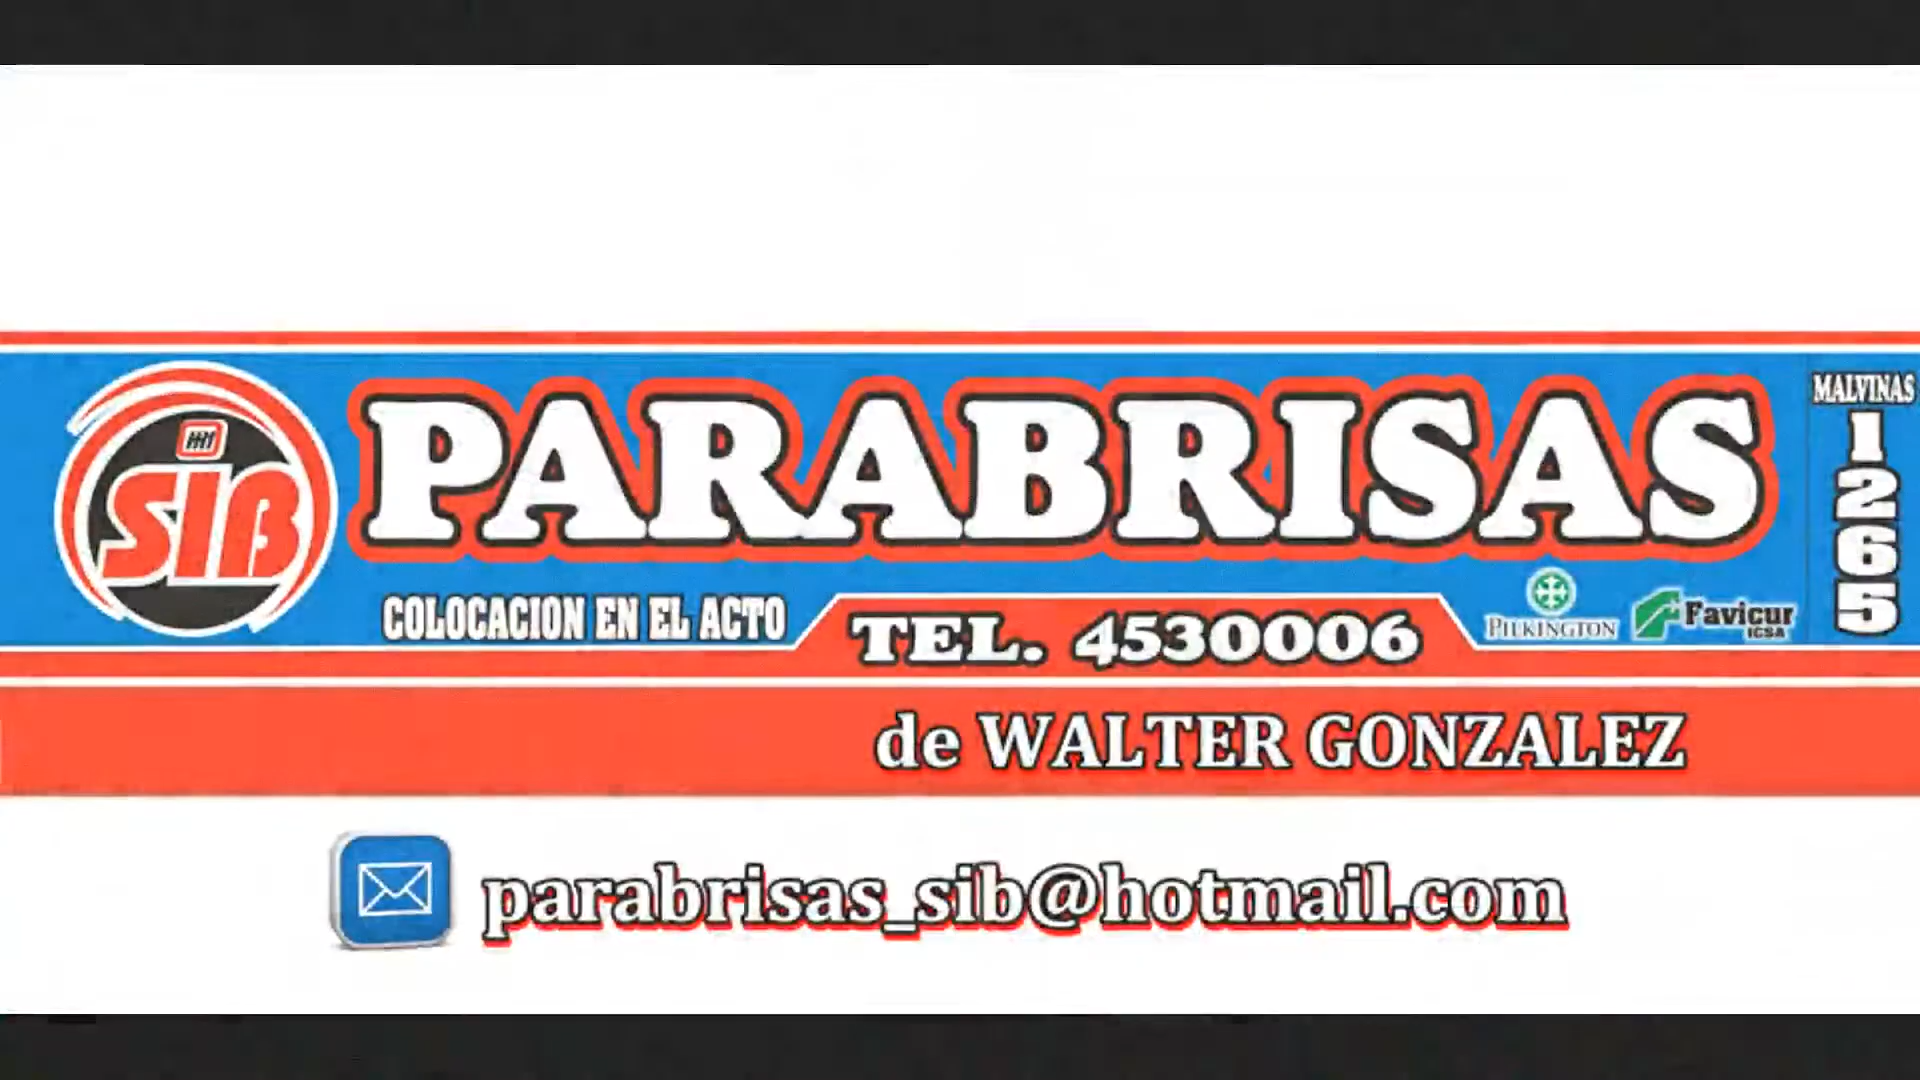 SIB
PARABRISAS
MALVINAS
1265
COLOCACION EN EL ACTO
TEL. 4530006
PILKINGTON
Favicur
ICSA
de WALTER GONZALEZ
parabrisas_sib@hotmail.com